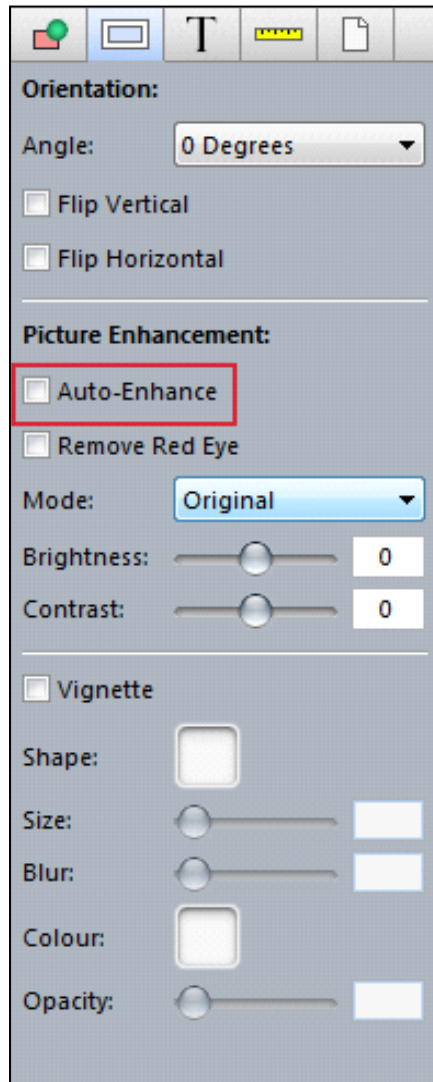 T
Orientation:
Angle: 0 Degrees
Flip Vertical
Flip Horizontal
Picture Enhancement:
Auto-Enhance
Remove Red Eye
Mode: Original
Brightness: 0
Contrast: 0
Vignette
Shape:
Size:
Blur:
Colour:
Opacity: